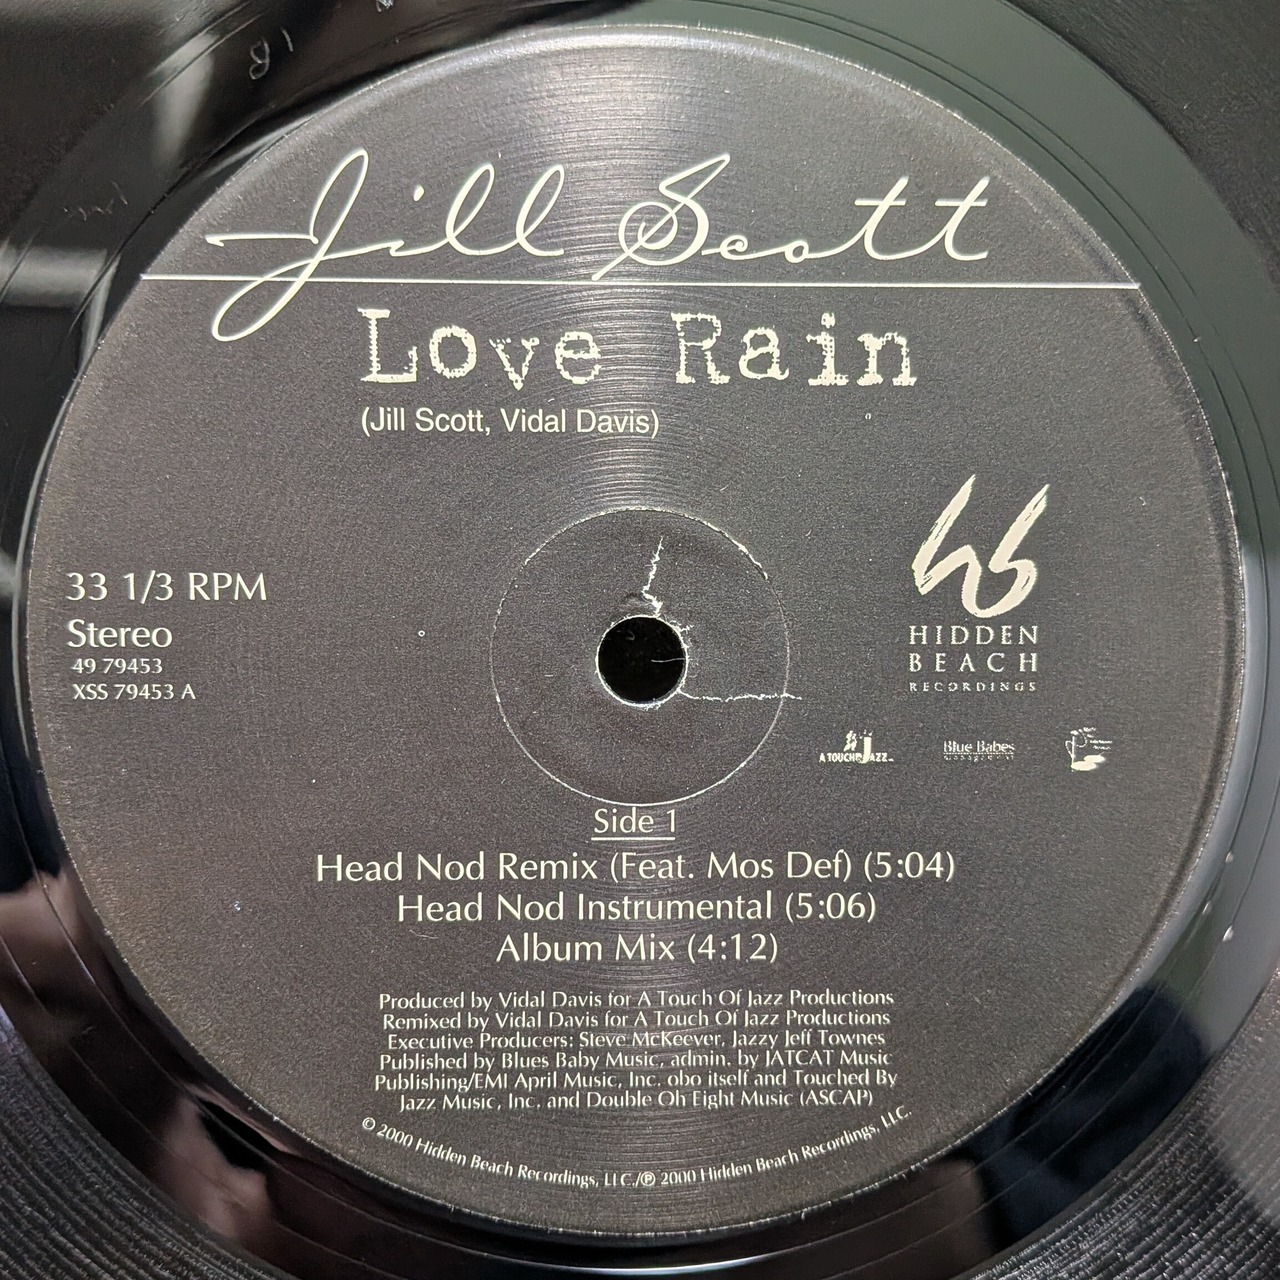 Jill Scott
Love Rain
(Jill Scott, Vidal Davis)
33 1/3 RPM
Stereo
49 79453
XSS 79453 A
HIDDEN
BEACH
RECORDINGS
A TOUCH OF JAZZ
Blue Babes
Management
Side 1
Head Nod Remix (Feat. Mos Def) (5:04)
Head Nod Instrumental (5:06)
Album Mix (4:12)
Produced by Vidal Davis for A Touch Of Jazz Productions
Remixed by Vidal Davis for A Touch Of Jazz Productions
Executive Producers: Steve McKeever, Jazzy Jeff Townes
Published by Blues Baby Music, admin. by JATCAT Music
Publishing/EMI April Music, Inc. obo itself and Touched By
Jazz Music, Inc. and Double Oh Eight Music (ASCAP)
© 2000 Hidden Beach Recordings, LLC./℗ 2000 Hidden Beach Recordings, LLC.